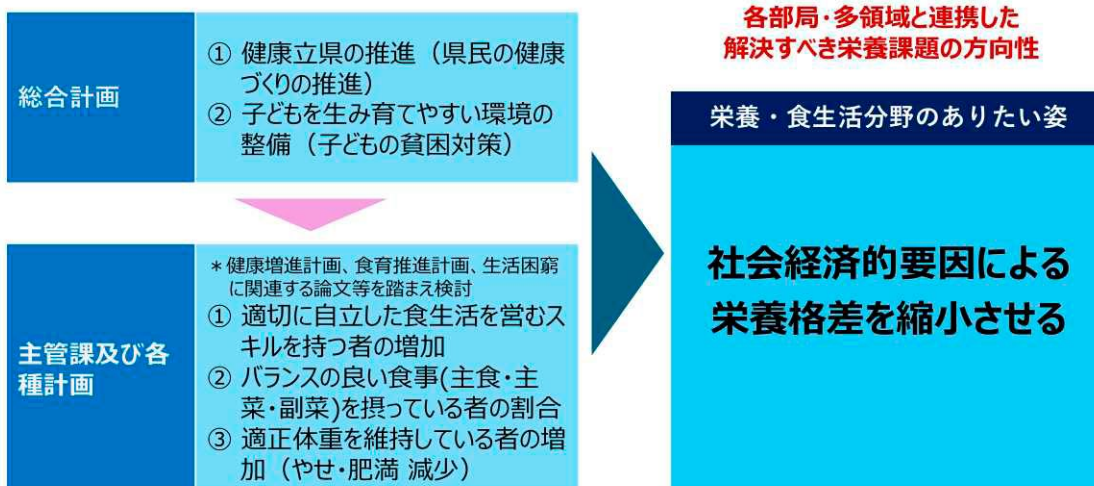 総合計画
① 健康立県の推進（県民の健康
づくりの推進）
② 子どもを生み育てやすい環境の
整備（子どもの貧困対策）
主管課及び各
種計画
＊健康増進計画、食育推進計画、生活困窮
に関連する論文等を踏まえ検討
① 適切に自立した食生活を営むス
キルを持つ者の増加
② バランスの良い食事(主食・主
菜・副菜)を摂っている者の割合
③ 適正体重を維持している者の増
加（やせ・肥満 減少）
各部局・多領域と連携した
解決すべき栄養課題の方向性
栄養・食生活分野のありたい姿
社会経済的要因による
栄養格差を縮小させる